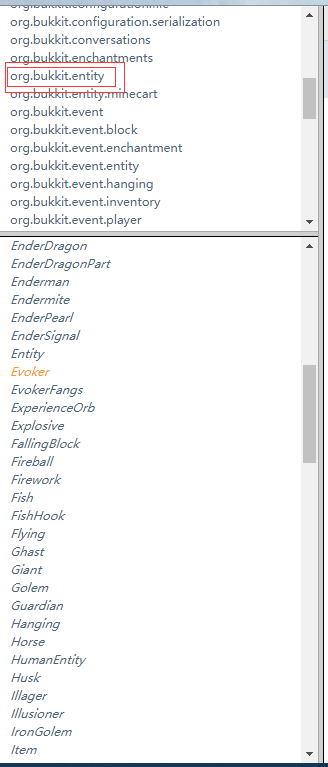 org.bukkit.configuration.file
org.bukkit.configuration.serialization
org.bukkit.conversations
org.bukkit.enchantments
org.bukkit.entity
org.bukkit.entity.minecart
org.bukkit.event
org.bukkit.event.block
org.bukkit.event.enchantment
org.bukkit.event.entity
org.bukkit.event.hanging
org.bukkit.event.inventory
org.bukkit.event.player
EnderDragon
EnderDragonPart
Enderman
Endermite
EnderPearl
EnderSignal
Entity
Evoker
EvokerFangs
ExperienceOrb
Explosive
FallingBlock
Fireball
Firework
Fish
FishHook
Flying
Ghast
Giant
Golem
Guardian
Hanging
Horse
HumanEntity
Husk
Illager
Illusioner
IronGolem
Item